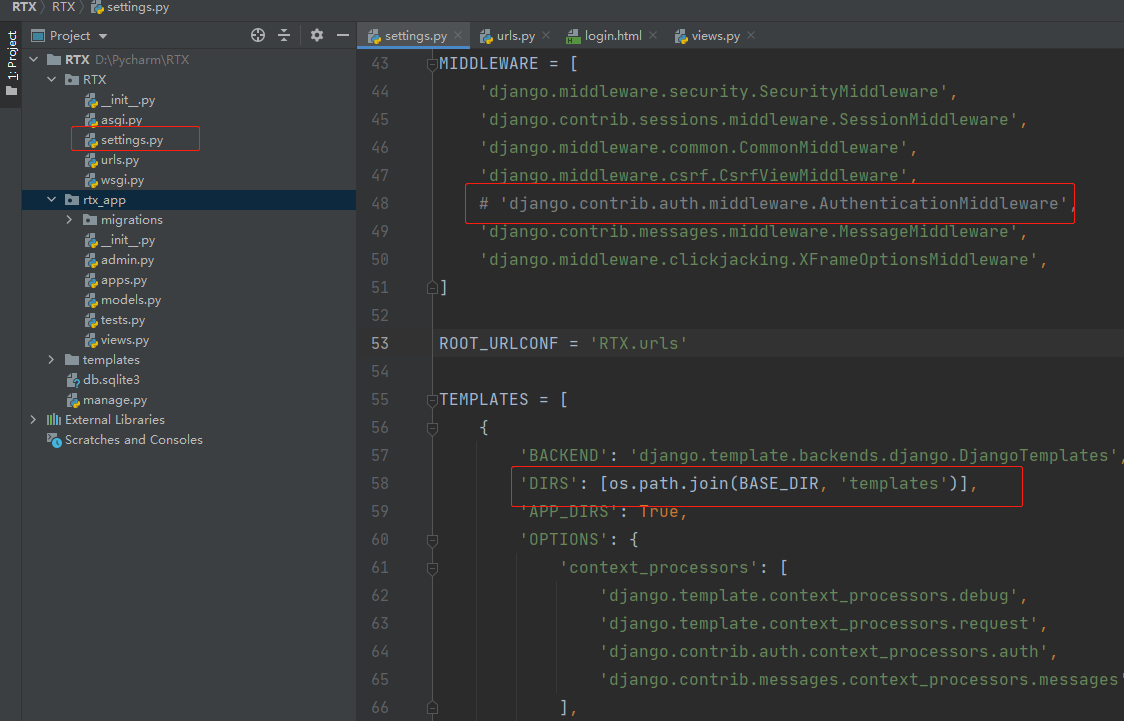 RTX RTX settings.py
1: Project
Project
RTX D:\Pycharm\RTX
RTX
__init__.py
asgi.py
settings.py
urls.py
wsgi.py
rtx_app
migrations
__init__.py
admin.py
apps.py
models.py
tests.py
views.py
templates
db.sqlite3
manage.py
External Libraries
Scratches and Consoles
settings.py urls.py login.html views.py
43 MIDDLEWARE = [
44 'django.middleware.security.SecurityMiddleware',
45 'django.contrib.sessions.middleware.SessionMiddleware',
46 'django.middleware.common.CommonMiddleware',
47 'django.middleware.csrf.CsrfViewMiddleware',
48 # 'django.contrib.auth.middleware.AuthenticationMiddleware',
49 'django.contrib.messages.middleware.MessageMiddleware',
50 'django.middleware.clickjacking.XFrameOptionsMiddleware',
51 ]
52
53 ROOT_URLCONF = 'RTX.urls'
54
55 TEMPLATES = [
56 {
57 'BACKEND': 'django.template.backends.django.DjangoTemplates',
58 'DIRS': [os.path.join(BASE_DIR, 'templates')],
59 'APP_DIRS': True,
60 'OPTIONS': {
61 'context_processors': [
62 'django.template.context_processors.debug',
63 'django.template.context_processors.request',
64 'django.contrib.auth.context_processors.auth',
65 'django.contrib.messages.context_processors.messages'
66 ],